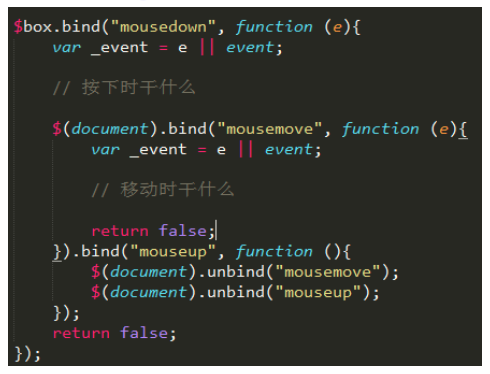 $box.bind("mousedown", function (e){
    var _event = e || event;
    // 按下时干什么
    $(document).bind("mousemove", function (e){
        var _event = e || event;
        // 移动时干什么
        return false;
    }).bind("mouseup", function (){
        $(document).unbind("mousemove");
        $(document).unbind("mouseup");
    });
    return false;
});